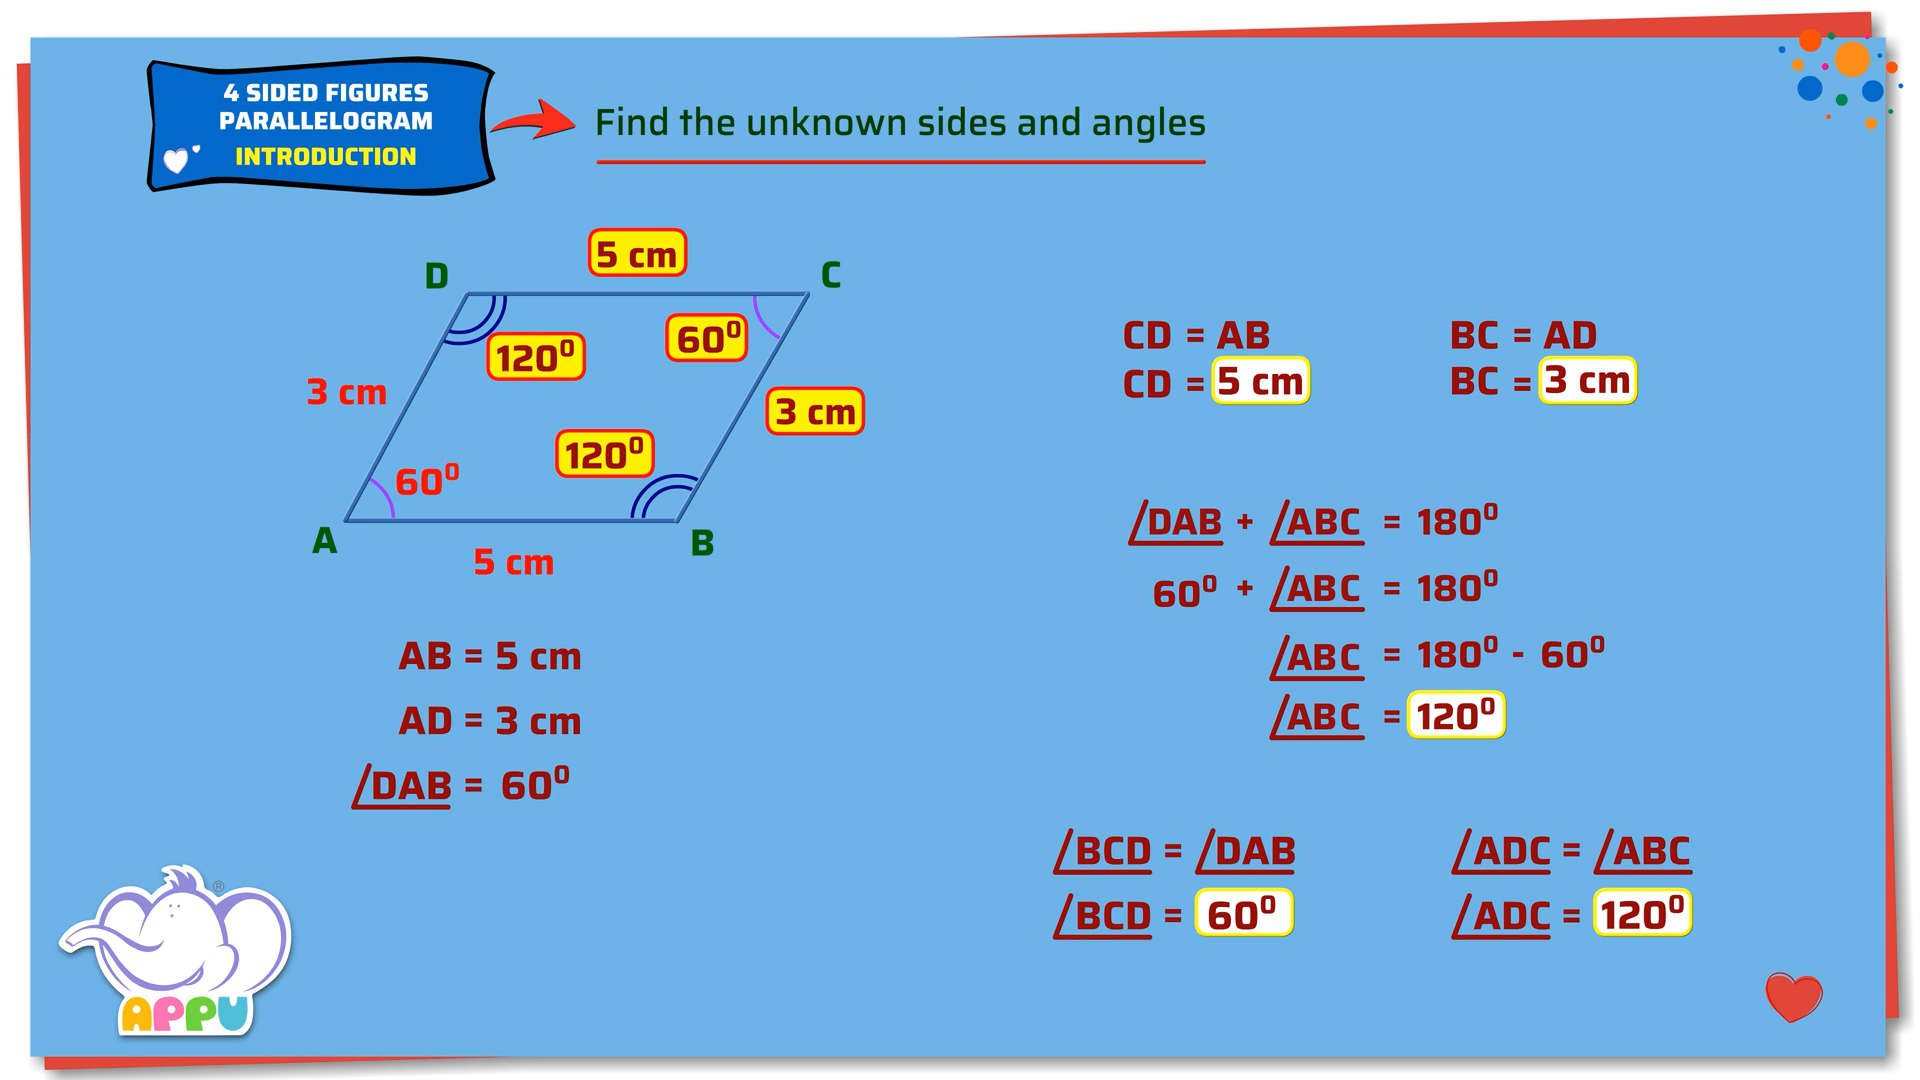 4 SIDED FIGURES
PARALLELOGRAM
INTRODUCTION
Find the unknown sides and angles
5 cm
D
C
120⁰
60⁰
3 cm
3 cm
120⁰
60⁰
A
B
5 cm
AB = 5 cm
AD = 3 cm
∠DAB = 60⁰
CD = AB
CD = 5 cm
BC = AD
BC = 3 cm
∠DAB + ∠ABC = 180⁰
60⁰ + ∠ABC = 180⁰
∠ABC = 180⁰ - 60⁰
∠ABC = 120⁰
∠BCD = ∠DAB
∠BCD = 60⁰
∠ADC = ∠ABC
∠ADC = 120⁰
®
APPU